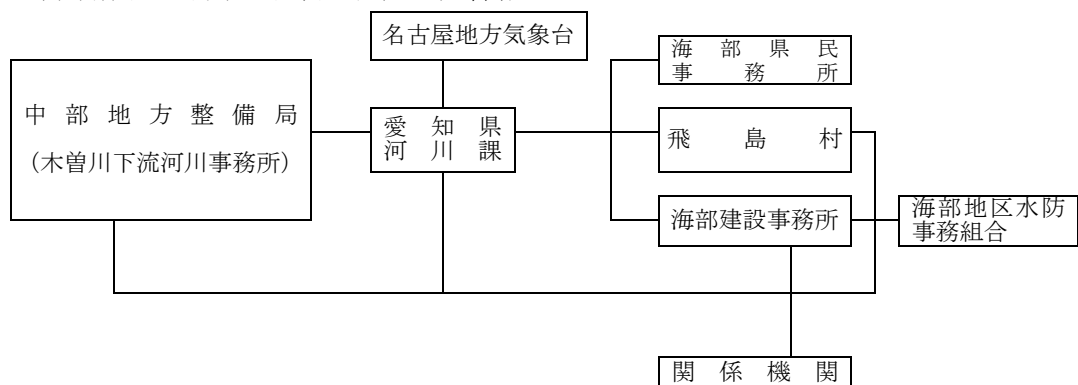 名古屋地方気象台
海部県民
事務所
中部地方整備局
(木曽川下流河川事務所)
愛知県
河川課
飛島村
海部建設事務所
海部地区水防
事務組合
関係機関